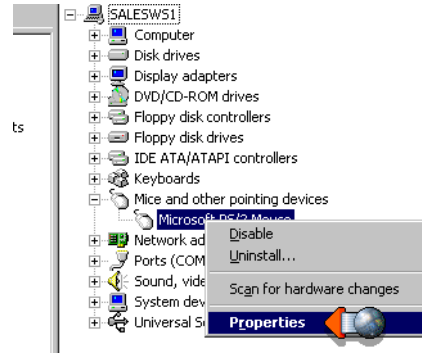 SALESWS1
Computer
Disk drives
Display adapters
DVD/CD-ROM drives
Floppy disk controllers
ts
Floppy disk drives
IDE ATA/ATAPI controllers
Keyboards
Mice and other pointing devices
Microsoft PS/2 Mouse
Disable
Network ad
Uninstall...
Ports (COM
Sound, vide
Scan for hardware changes
System dev
Universal S
Properties